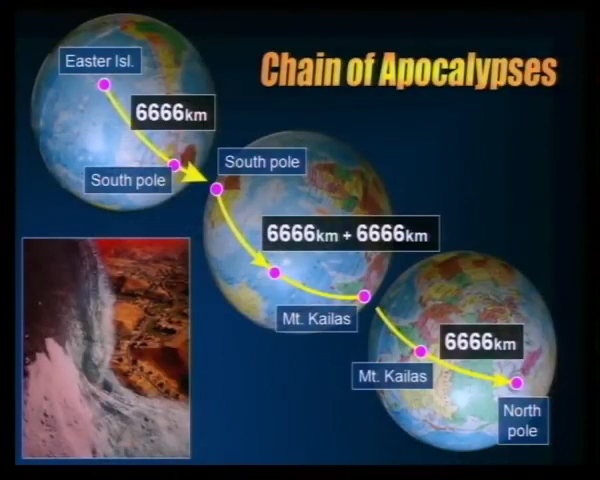 Chain of Apocalypses
Easter Isl.
6666km
South pole
South pole
6666km + 6666km
Mt. Kailas
6666km
Mt. Kailas
North
pole